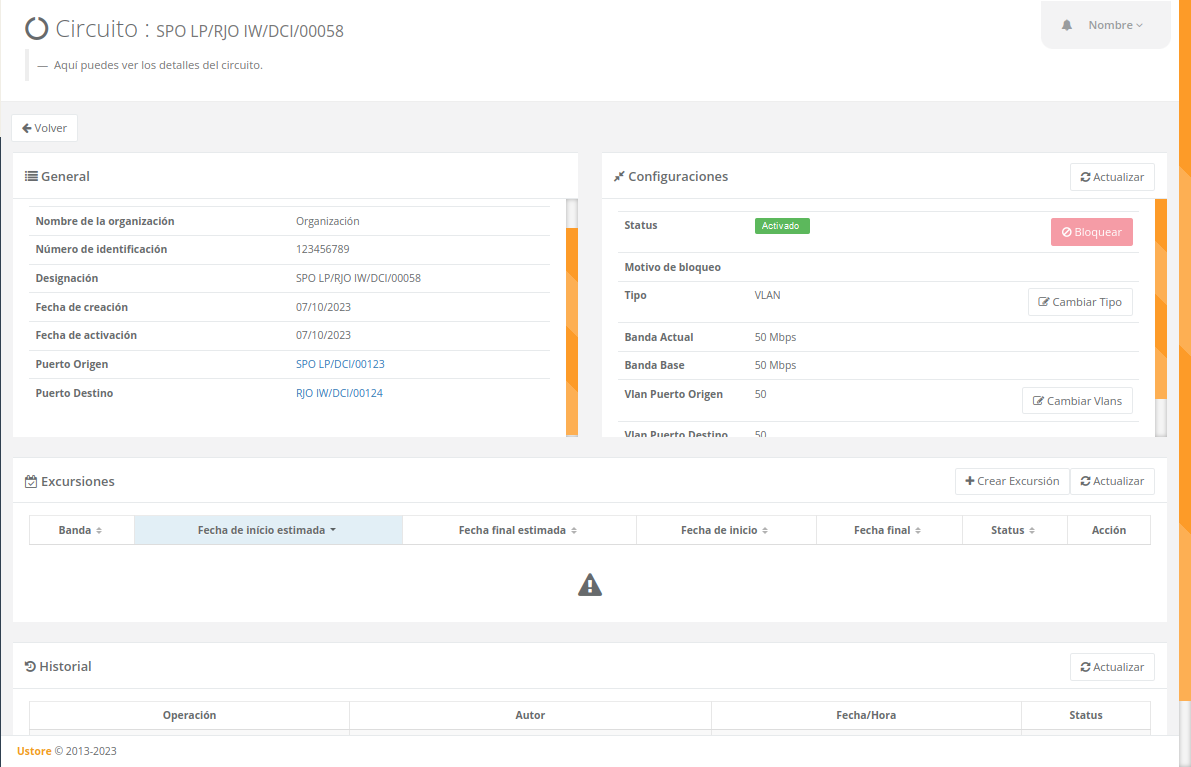 Circuito : SPO LP/RJO IW/DCI/00058
Nombre
— Aquí puedes ver los detalles del circuito.
Volver
General
Nombre de la organización Organización
Número de identificación 123456789
Designación SPO LP/RJO IW/DCI/00058
Fecha de creación 07/10/2023
Fecha de activación 07/10/2023
Puerto Origen SPO LP/DCI/00123
Puerto Destino RJO IW/DCI/00124
Configuraciones Actualizar
Status Activado Bloquear
Motivo de bloqueo
Tipo VLAN Cambiar Tipo
Banda Actual 50 Mbps
Banda Base 50 Mbps
Vlan Puerto Origen 50 Cambiar Vlans
Vlan Puerto Destino 50
Excursiones Crear Excursión Actualizar
Banda Fecha de início estimada Fecha final estimada Fecha de inicio Fecha final Status Acción
Historial Actualizar
Operación Autor Fecha/Hora Status
Ustore © 2013-2023